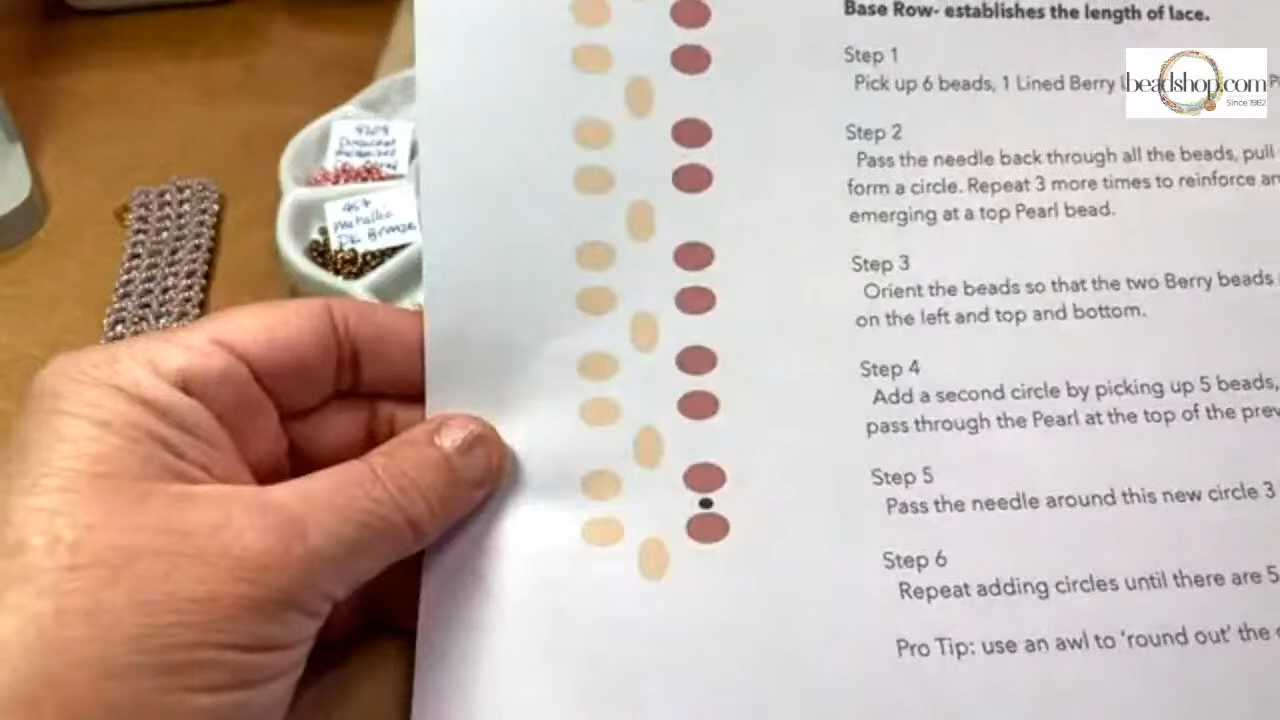 Base Row- establishes the length of lace.
Step 1
Pick up 6 beads, 1 Lined Berry
beadshop.com
Since 1982
Step 2
Pass the needle back through all the beads, pull
form a circle. Repeat 3 more times to reinforce
emerging at a top Pearl bead.
Step 3
Orient the beads so that the two Berry beads
on the left and top and bottom.
Step 4
Add a second circle by picking up 5 beads,
pass through the Pearl at the top of the
Step 5
Pass the needle around this new circle 3
Step 6
Repeat adding circles until there are 5
Pro Tip: use an awl to 'round out' the
4209
457
Metallic
Dk Bronze